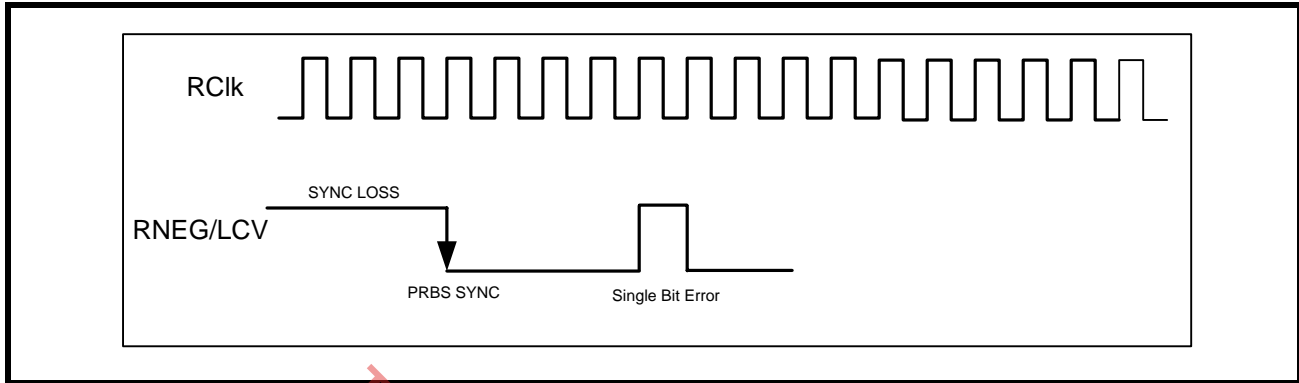 RClk
SYNC LOSS
RNEG/LCV
PRBS SYNC
Single Bit Error